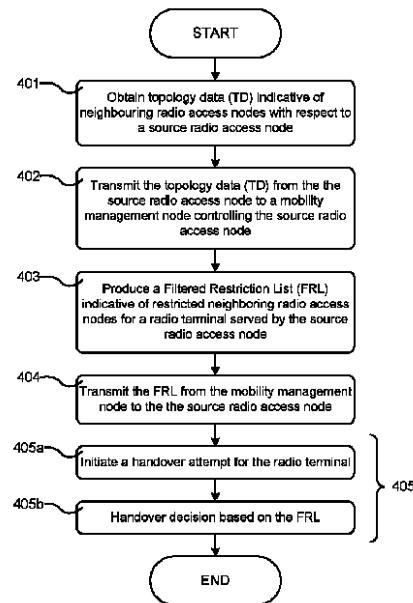 START
401
Obtain topology data (TD) indicative of
neighbouring radio access nodes with respect to
a source radio access node
402
Transmit the topology data (TD) from the the
source radio access node to a mobility
management node controlling the source radio
access node
403
Produce a Filtered Restriction List (FRL)
indicative of restricted neighboring radio access
nodes for a radio terminal served by the source
radio access node
404
Transmit the FRL from the mobility management
node to the the source radio access node
405a
Initiate a handover attempt for the radio terminal
405
405b
Handover decision based on the FRL
END